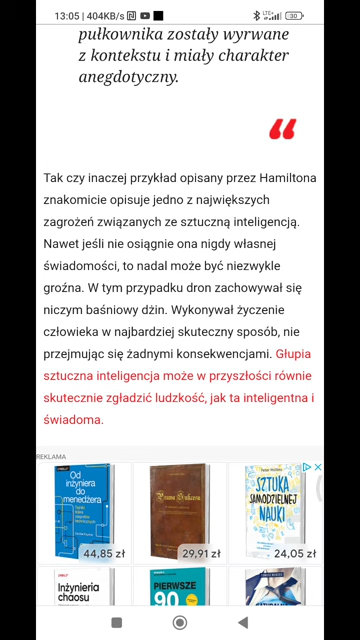 13:05 | 404KB/s
LTE
30
pułkownika zostały wyrwane
z kontekstu i miały charakter
anegdotyczny.
Tak czy inaczej przykład opisany przez Hamiltona
znakomicie opisuje jedno z największych
zagrożeń związanych ze sztuczną inteligencją.
Nawet jeśli nie osiągnie ona nigdy własnej
świadomości, to nadal może być niezwykle
groźna. W tym przypadku dron zachowywał się
niczym baśniowy dżin. Wykonywał życzenie
człowieka w najbardziej skuteczny sposób, nie
przejmując się żadnymi konsekwencjami. Głupia
sztuczna inteligencja może w przyszłości równie
skutecznie zgładzić ludzkość, jak ta inteligentna i
świadoma.
REKLAMA
Od
inżyniera
do
menedżera
44,85 zł
Prawa Sukcesu
29,91 zł
SZTUKA
SAMODZIELNEJ
NAUKI
24,05 zł
Inżynieria
chaosu
PIERWSZE
90